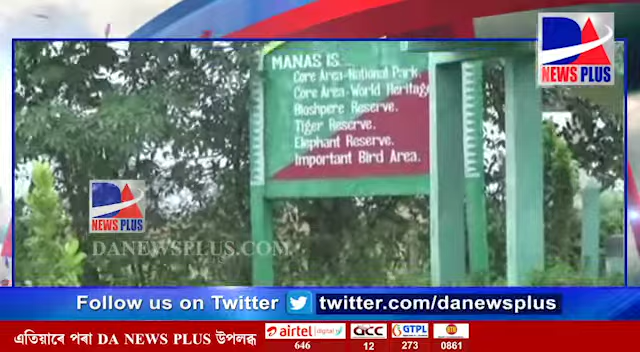 DA
NEWS PLUS
MANAS IS
Core Area-National Park.
Core Area-World Heritage
Bioshpere Reserve.
Tiger Reserve.
Elephant Reserve.
Important Bird Area.
DA
NEWS PLUS
DANEWSPLUS.COM
Follow us on Twitter twitter.com/danewsplus
এতিয়াৰে পৰা DA NEWS PLUS উপলব্ধ
airtel digital tv GCC GTPL
646 12 273 0861